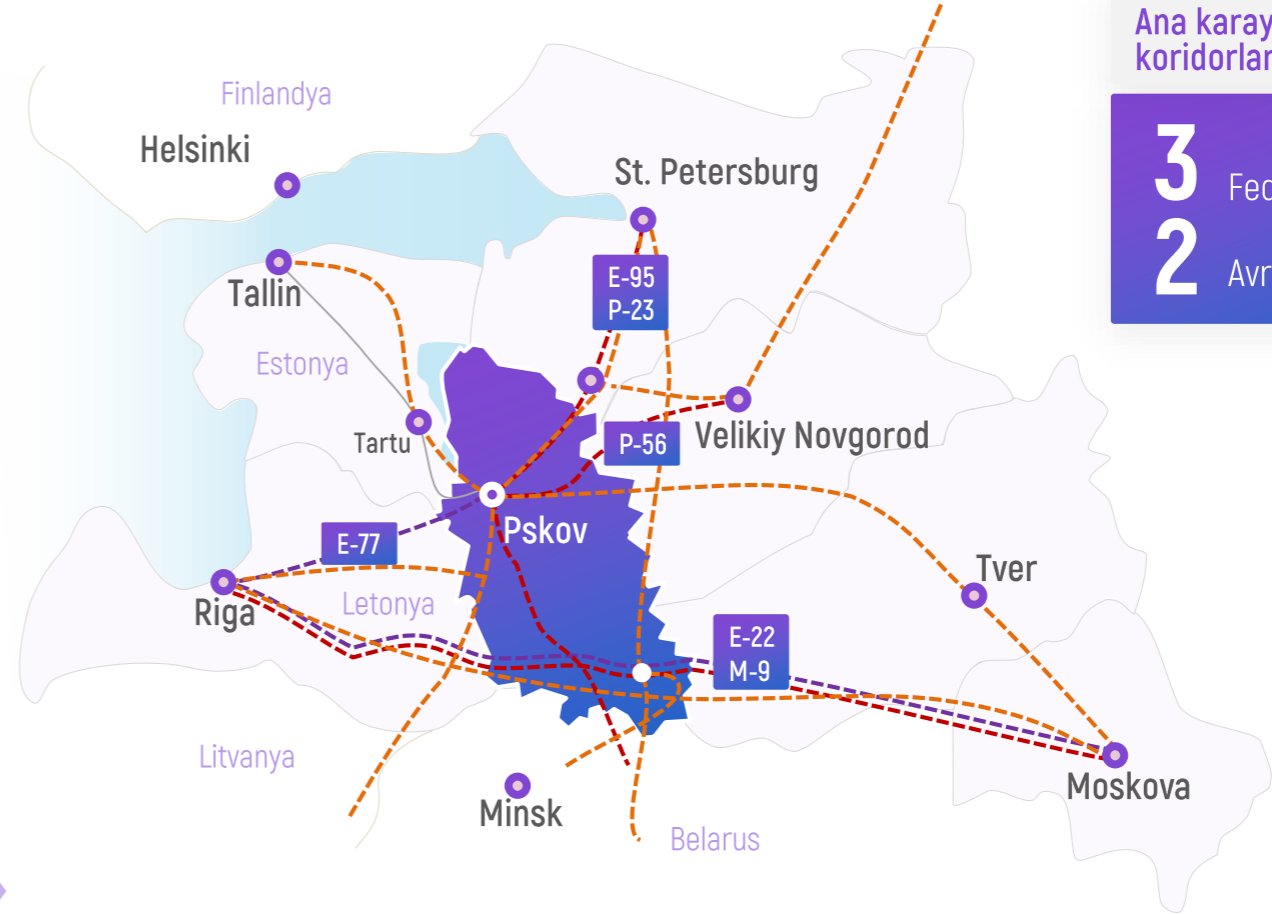 Ana karay
koridorlar
3 Fed
2 Avr
Finlandya
Helsinki
St. Petersburg
Tallin
E-95
P-23
Estonya
Tartu
P-56
Velikiy Novgorod
Pskov
E-77
Riga
Letonya
Tver
E-22
M-9
Litvanya
Minsk
Moskova
Belarus